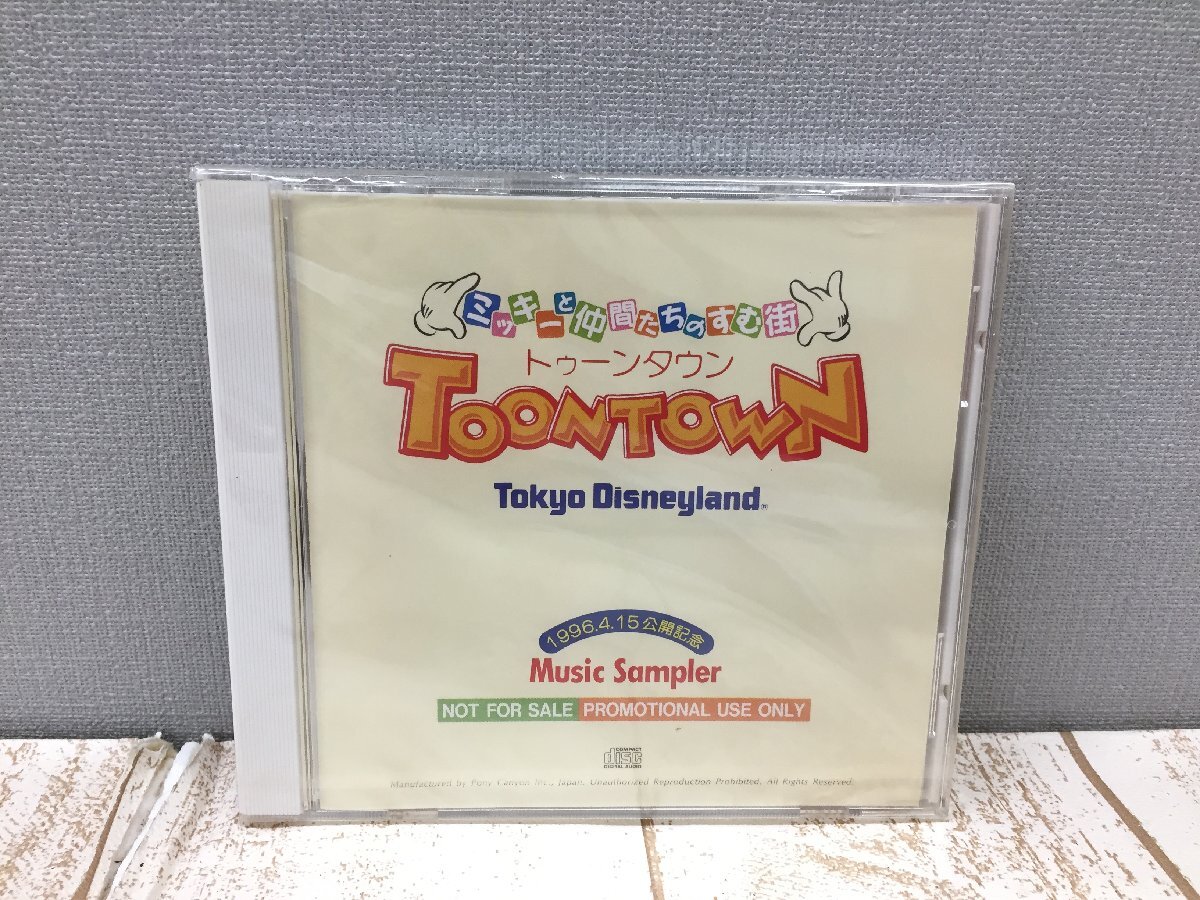 ミッキーと仲間たちのすむ街
トゥーンタウン
TOONTOWN
Tokyo Disneyland®
1996.4.15公開記念
Music Sampler
NOT FOR SALE PROMOTIONAL USE ONLY
COMPACT
disc
DIGITAL AUDIO
Manufactured by Pony Canyon Inc., Japan. Unauthorized Reproduction Prohibited. All Rights Reserved.